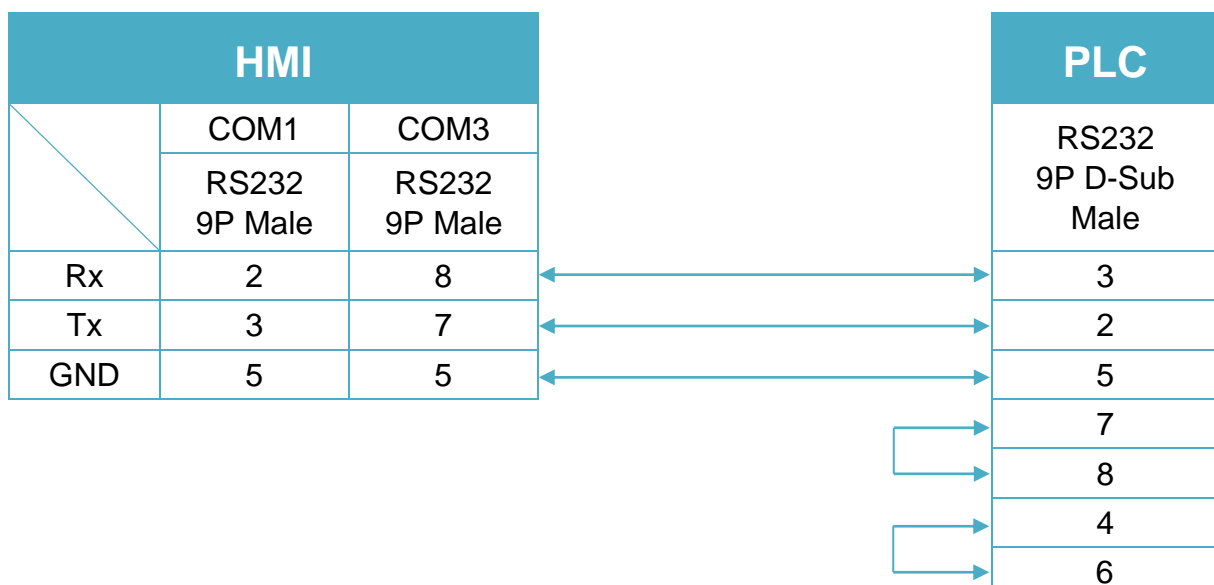 HMI
PLC
COM1 COM3
RS232
9P Male
RS232
9P Male
RS232
9P D-Sub
Male
Rx 2 8 3
Tx 3 7 2
GND 5 5 5
7
8
4
6